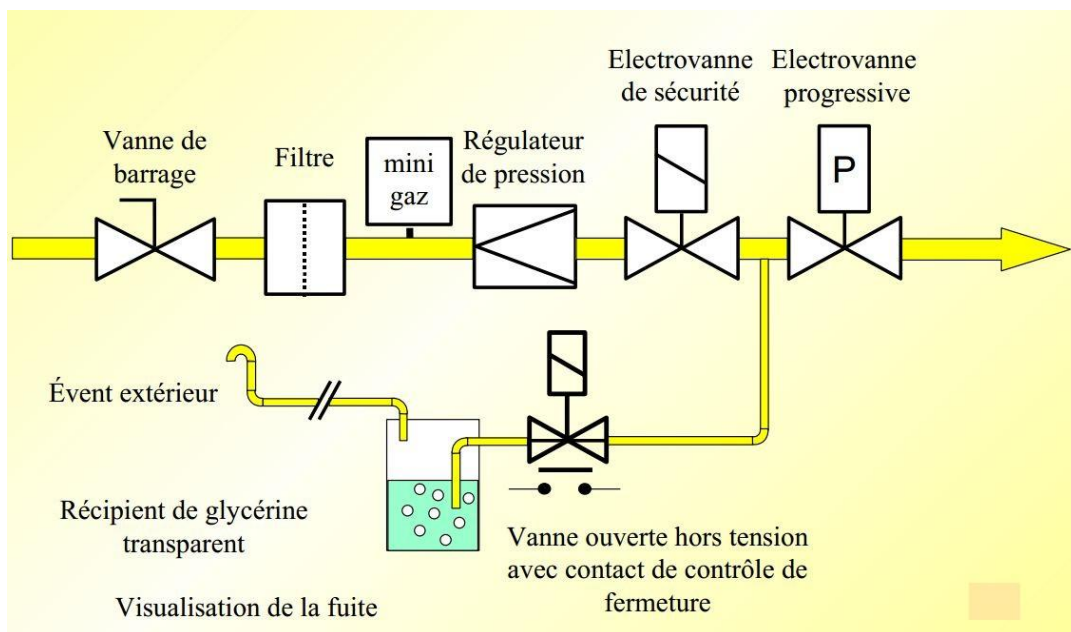 Electrovanne
de sécurité
Electrovanne
progressive
Vanne de
barrage
Filtre
mini
gaz
Régulateur
de pression
P
Évent extérieur
Récipient de glycérine
transparent
Vanne ouverte hors tension
avec contact de contrôle de
fermeture
Visualisation de la fuite